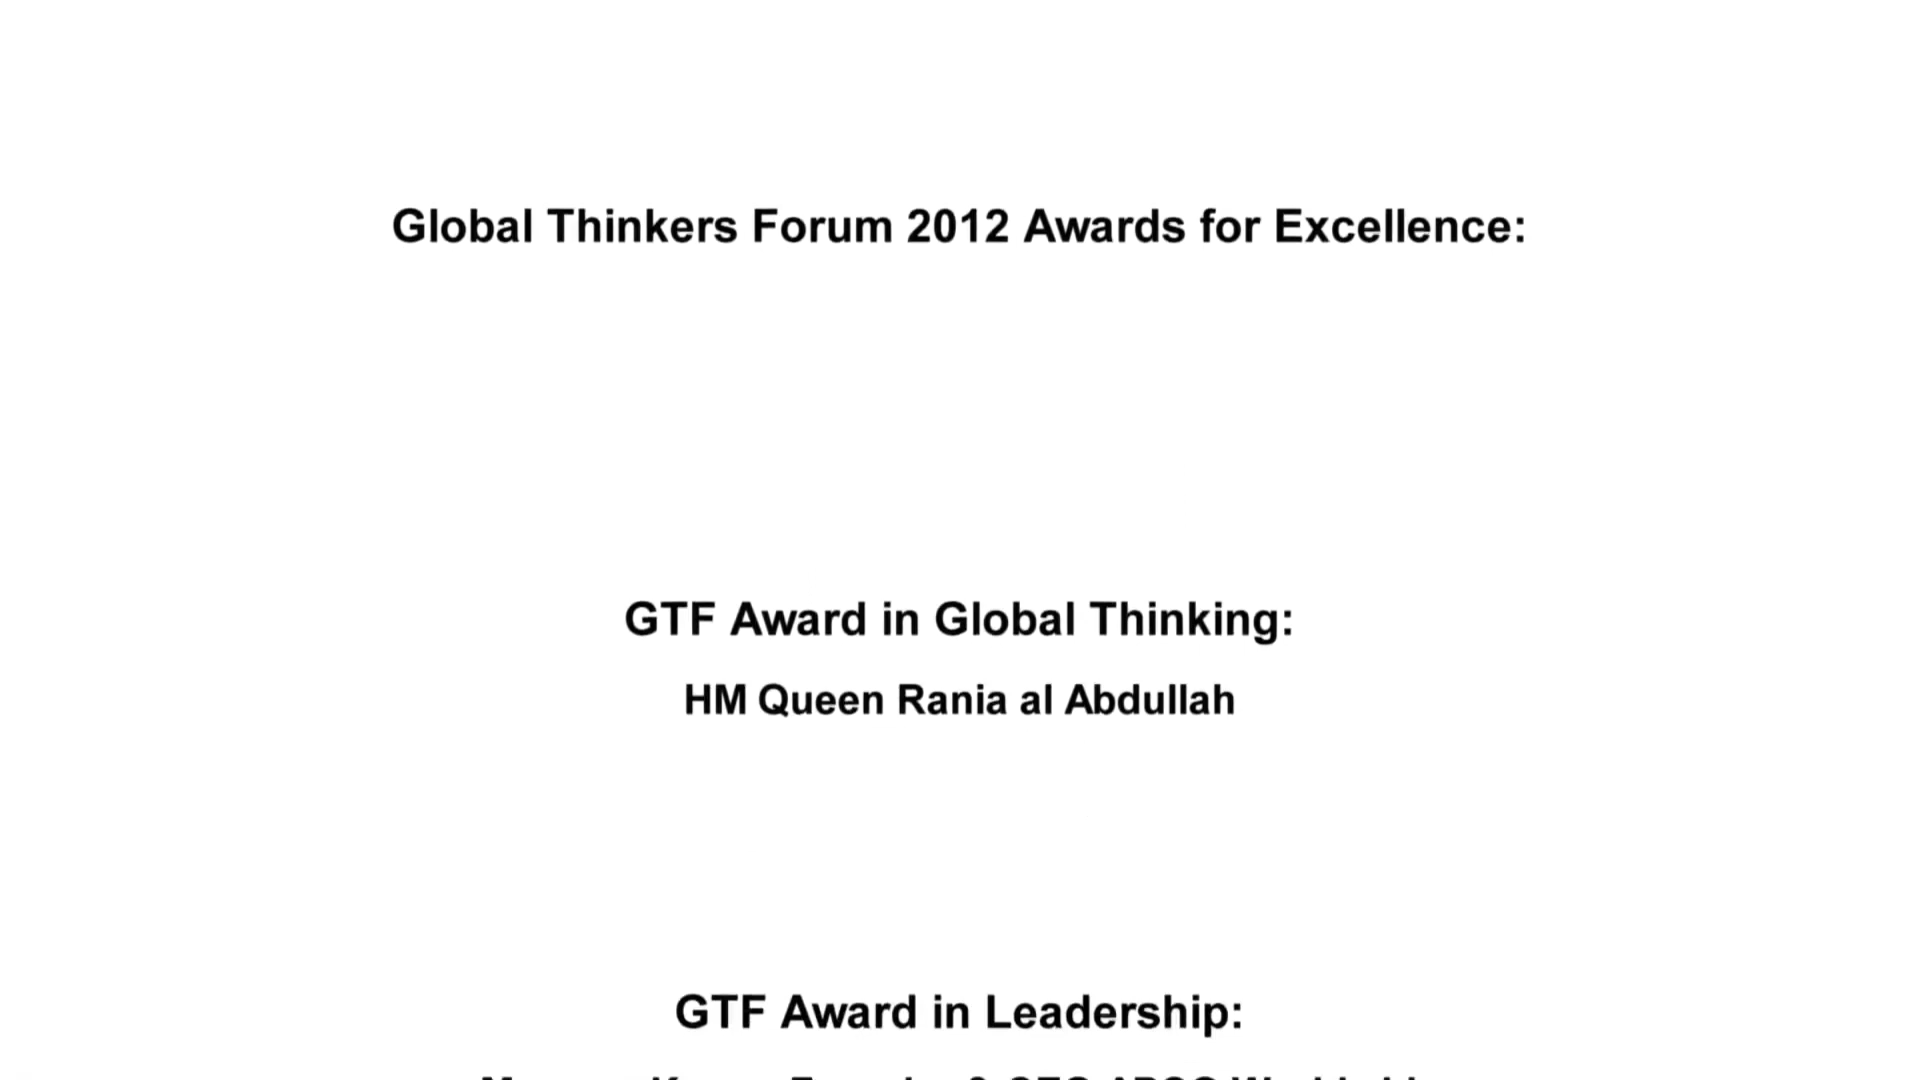 Global Thinkers Forum 2012 Awards for Excellence:
GTF Award in Global Thinking:
HM Queen Rania al Abdullah
GTF Award in Leadership: